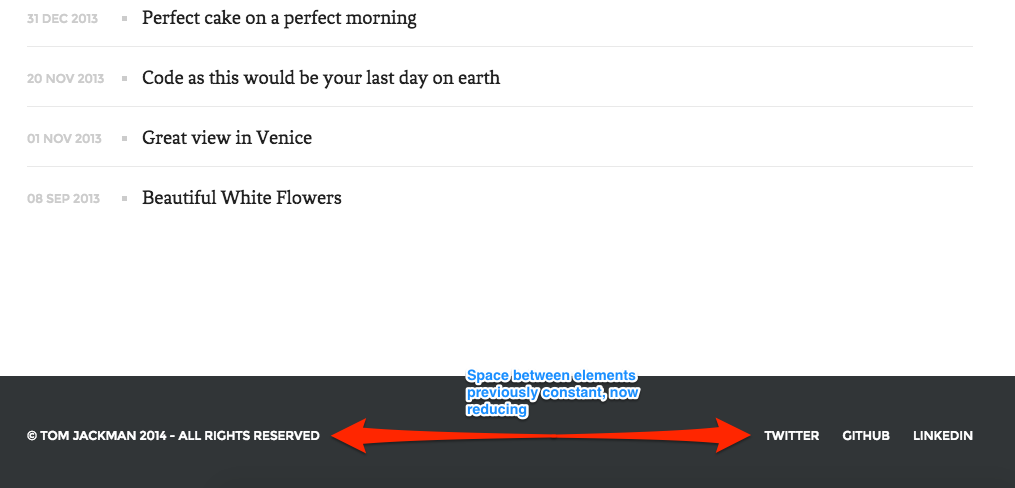 31 DEC 2013 Perfect cake on a perfect morning
20 NOV 2013 Code as this would be your last day on earth
01 NOV 2013 Great view in Venice
08 SEP 2013 Beautiful White Flowers
Space between elements
previously constant, now
reducing
© TOM JACKMAN 2014 - ALL RIGHTS RESERVED TWITTER GITHUB LINKEDIN